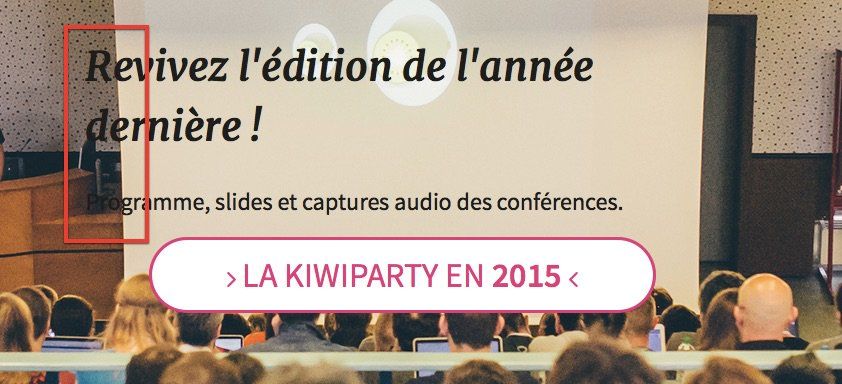 Revivez l'édition de l'année
dernière !
Programme, slides et captures audio des conférences.
› LA KIWIPARTY EN 2015 ‹